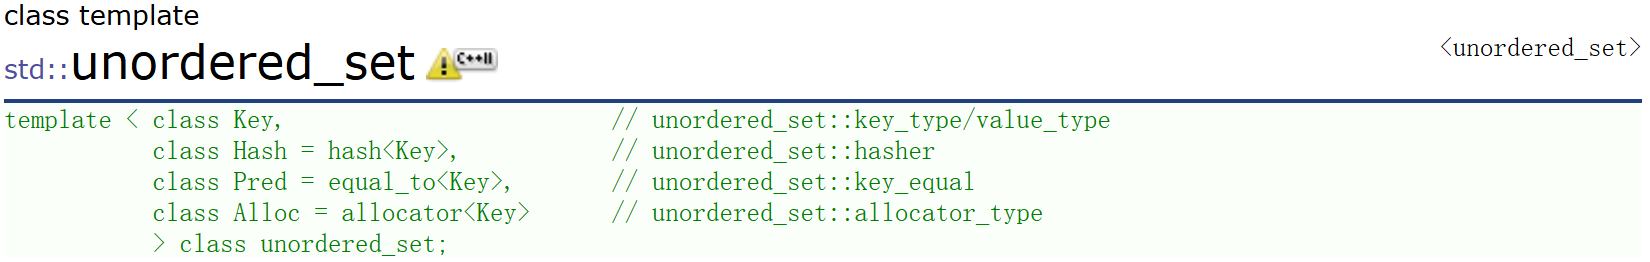 class template
std::unordered_set C++11
<unordered_set>
template < class Key, // unordered_set::key_type/value_type
class Hash = hash<Key>, // unordered_set::hasher
class Pred = equal_to<Key>, // unordered_set::key_equal
class Alloc = allocator<Key> // unordered_set::allocator_type
> class unordered_set;